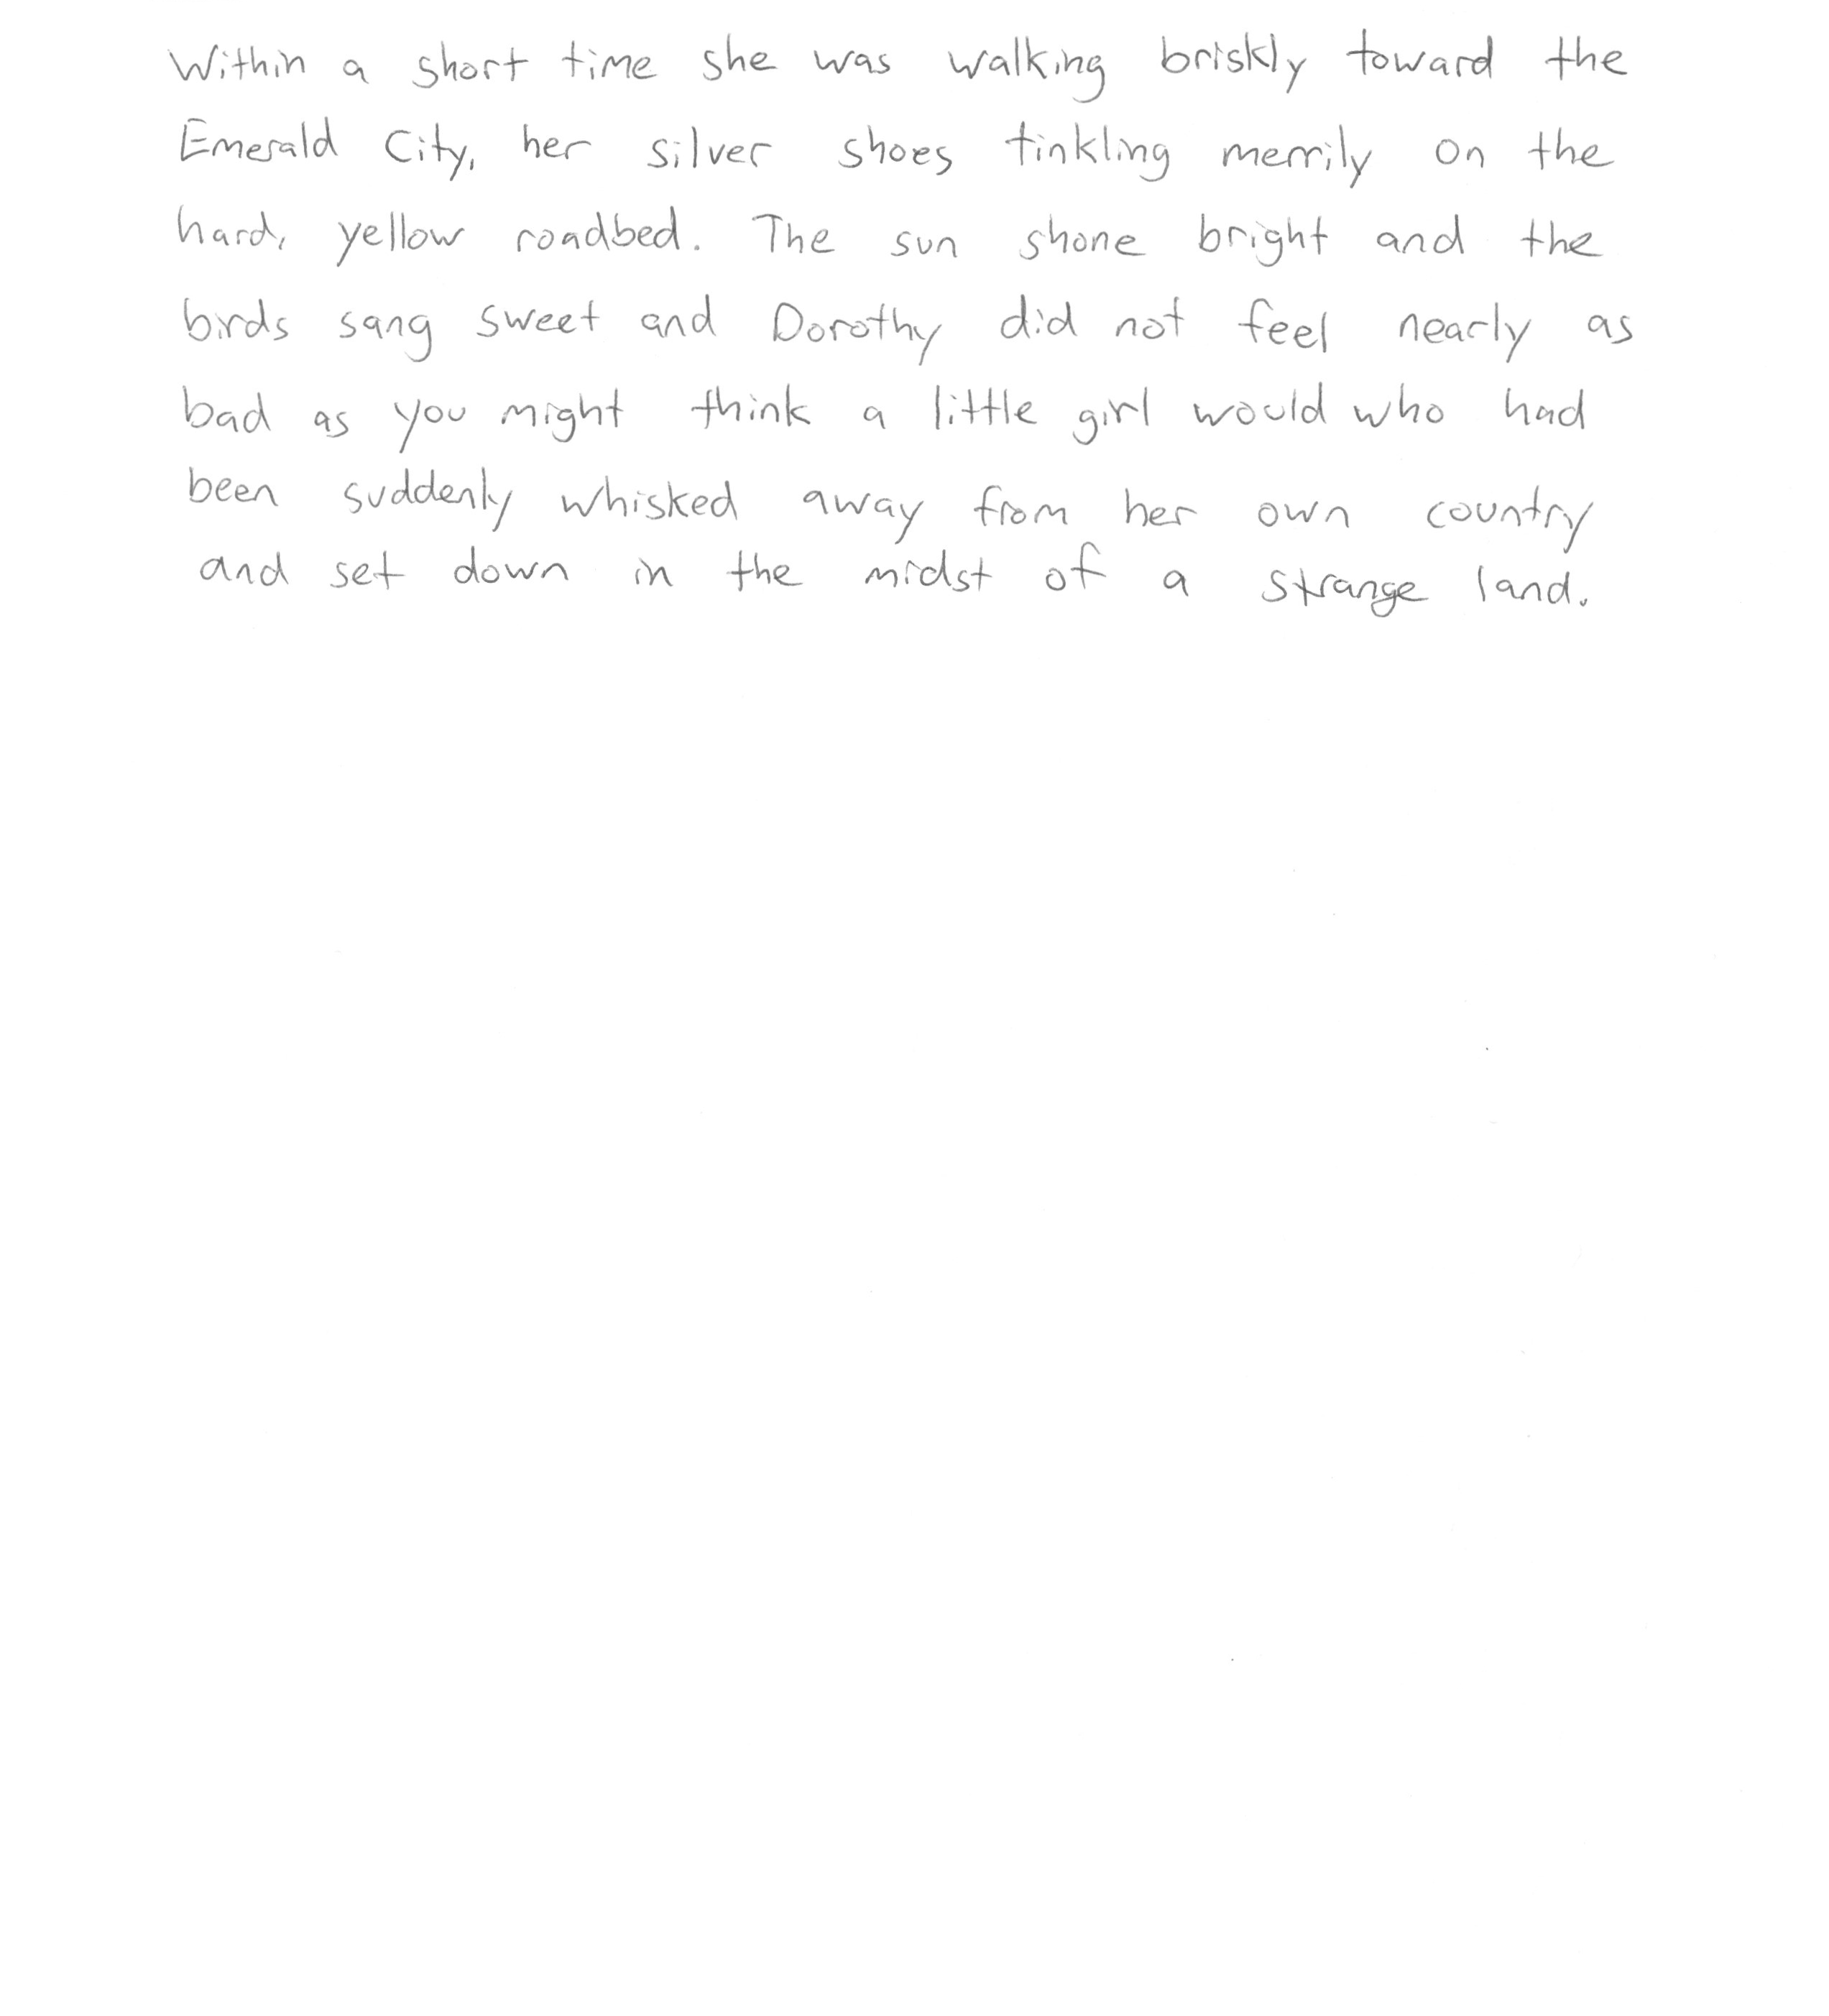 Within a short time she was walking briskly toward the
Emerald City, her silver shoes tinkling merrily on the
hard, yellow roadbed. The sun shone bright and the
birds sang sweet and Dorothy did not feel nearly as
bad as you might think a little girl would who had
been suddenly whisked away from her own country
and set down in the midst of a strange land.